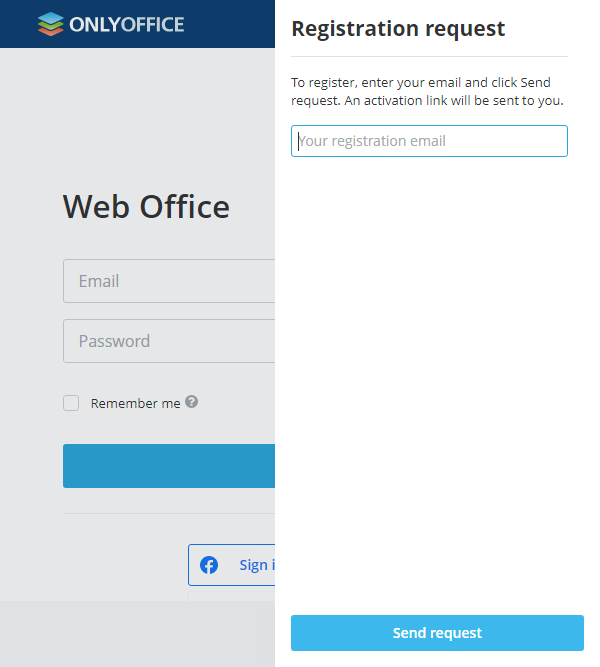 ONLYOFFICE
Web Office
Email
Password
Remember me ?
Sign i
Registration request
To register, enter your email and click Send
request. An activation link will be sent to you.
Your registration email
Send request